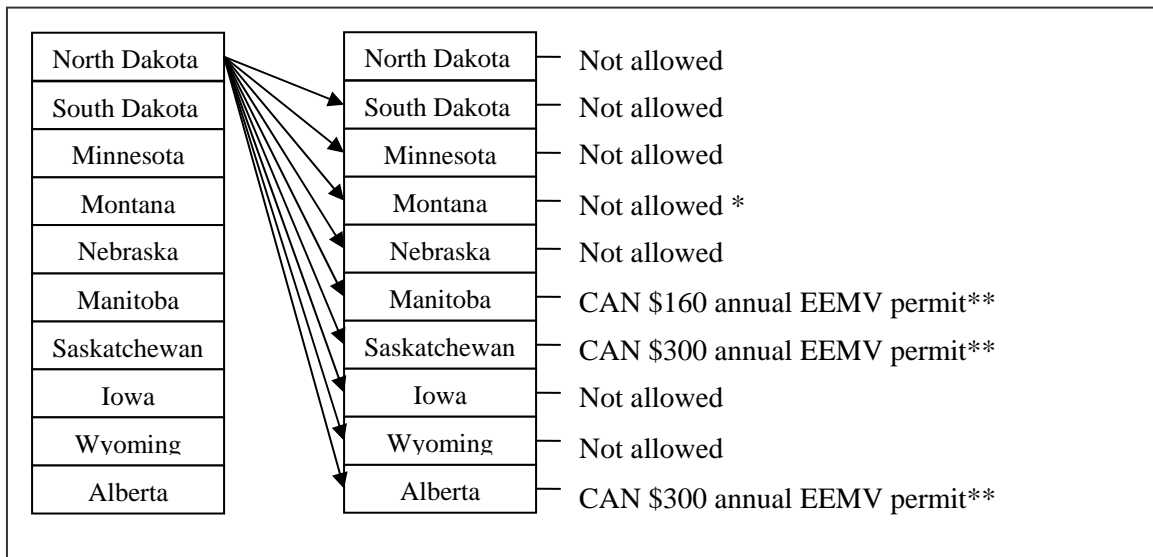 North Dakota North Dakota Not allowed
South Dakota South Dakota Not allowed
Minnesota Minnesota Not allowed
Montana Montana Not allowed *
Nebraska Nebraska Not allowed
Manitoba Manitoba CAN $160 annual EEMV permit**
Saskatchewan Saskatchewan CAN $300 annual EEMV permit**
Iowa Iowa Not allowed
Wyoming Wyoming Not allowed
Alberta Alberta CAN $300 annual EEMV permit**